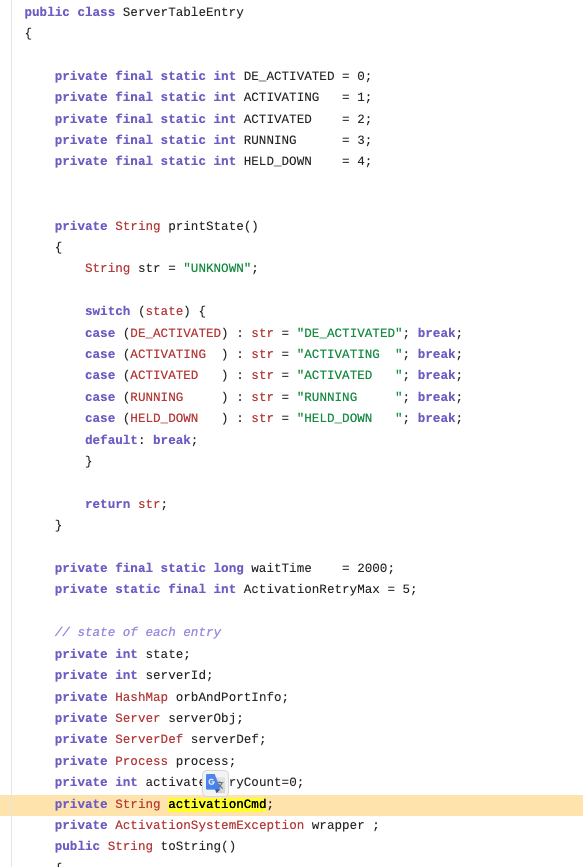 public class ServerTableEntry
{
private final static int DE_ACTIVATED = 0;
private final static int ACTIVATING   = 1;
private final static int ACTIVATED    = 2;
private final static int RUNNING      = 3;
private final static int HELD_DOWN    = 4;
private String printState()
{
String str = "UNKNOWN";
switch (state) {
case (DE_ACTIVATED) : str = "DE_ACTIVATED"; break;
case (ACTIVATING  ) : str = "ACTIVATING  "; break;
case (ACTIVATED   ) : str = "ACTIVATED   "; break;
case (RUNNING     ) : str = "RUNNING     "; break;
case (HELD_DOWN   ) : str = "HELD_DOWN   "; break;
default: break;
}
return str;
}
private final static long waitTime    = 2000;
private static final int ActivationRetryMax = 5;
// state of each entry
private int state;
private int serverId;
private HashMap orbAndPortInfo;
private Server serverObj;
private ServerDef serverDef;
private Process process;
private int ryCount=0;
private String activationCmd;
private ActivationSystemException wrapper ;
public String toString()